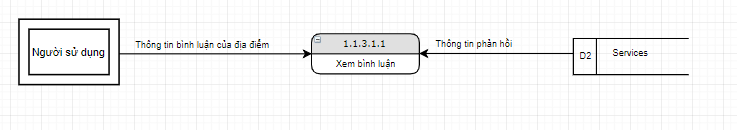 Người sử dụng
Thông tin bình luận của địa điểm
1.1.3.1.1
Xem bình luận
Thông tin phản hồi
D2
Services